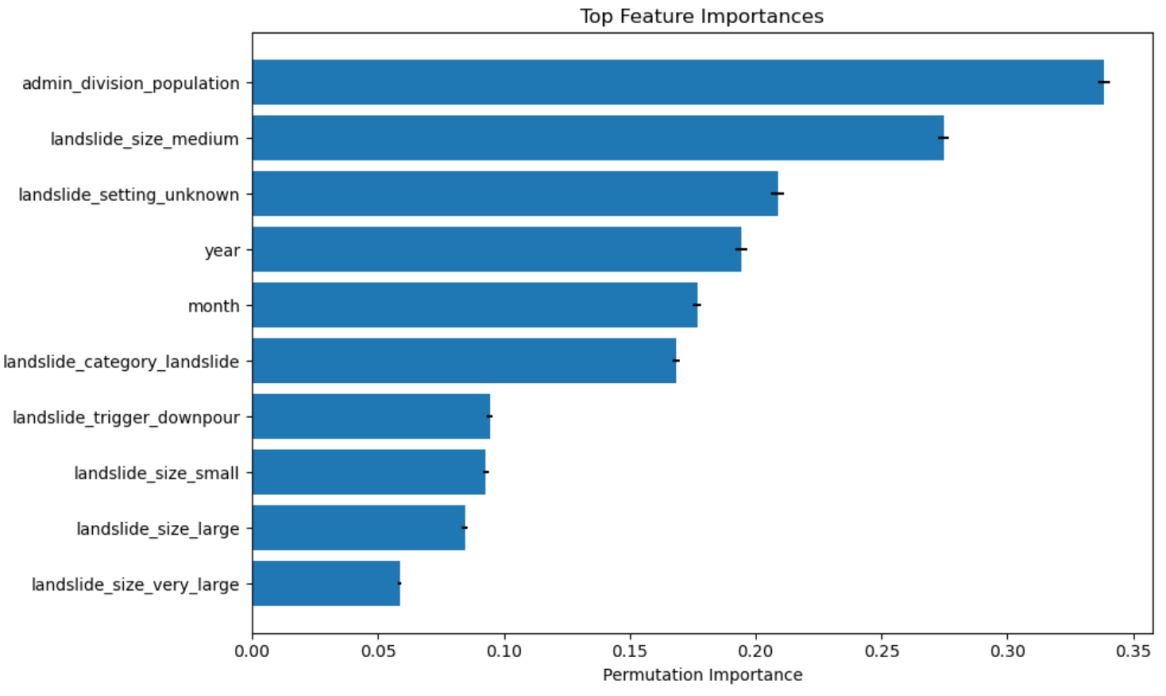 Top Feature Importances
admin_division_population
landslide_size_medium
landslide_setting_unknown
year
month
landslide_category_landslide
landslide_trigger_downpour
landslide_size_small
landslide_size_large
landslide_size_very_large
0.00 0.05 0.10 0.15 0.20 0.25 0.30 0.35
Permutation Importance